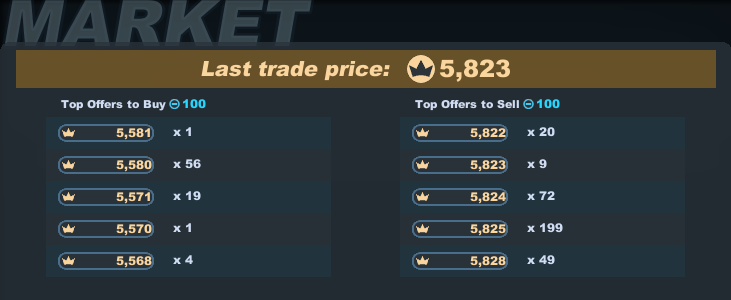 MARKET
Last trade price: 5,823
Top Offers to Buy 100
5,581 x 1
5,580 x 56
5,571 x 19
5,570 x 1
5,568 x 4
Top Offers to Sell 100
5,822 x 20
5,823 x 9
5,824 x 72
5,825 x 199
5,828 x 49